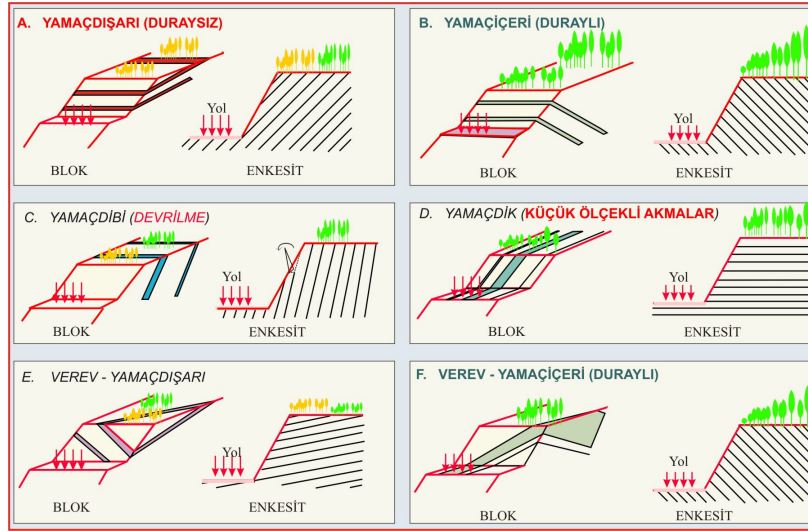 A. YAMAÇDIŞARI (DURAYSIZ)
Yol
BLOK
ENKESİT
B. YAMAÇİÇERİ (DURAYLI)
Yol
BLOK
ENKESİT
C. YAMAÇDİBİ (DEVRİLME)
Yol
BLOK
ENKESİT
D. YAMAÇDİK (KÜÇÜK ÖLÇEKLİ AKMALAR)
Yol
BLOK
ENKESİT
E. VEREV - YAMAÇDIŞARI
Yol
BLOK
ENKESİT
F. VEREV - YAMAÇİÇERİ (DURAYLI)
Yol
BLOK
ENKESİT